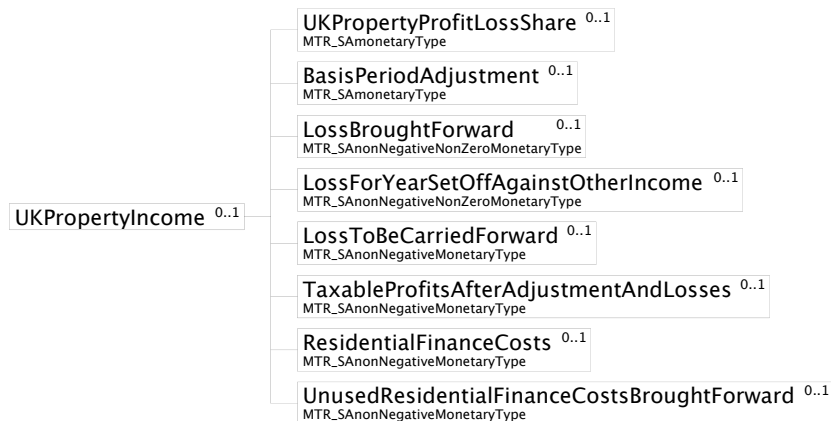 UKPropertyProfitLossShare 0..1
MTR_SAmonetaryType
BasisPeriodAdjustment 0..1
MTR_SAmonetaryType
LossBroughtForward 0..1
MTR_SAnonNegativeNonZeroMonetaryType
LossForYearSetOffAgainstOtherIncome 0..1
MTR_SAnonNegativeNonZeroMonetaryType
UKPropertyIncome 0..1
LossToBeCarriedForward 0..1
MTR_SAnonNegativeMonetaryType
TaxableProfitsAfterAdjustmentAndLosses 0..1
MTR_SAnonNegativeMonetaryType
ResidentialFinanceCosts 0..1
MTR_SAnonNegativeMonetaryType
UnusedResidentialFinanceCostsBroughtForward 0..1
MTR_SAnonNegativeMonetaryType